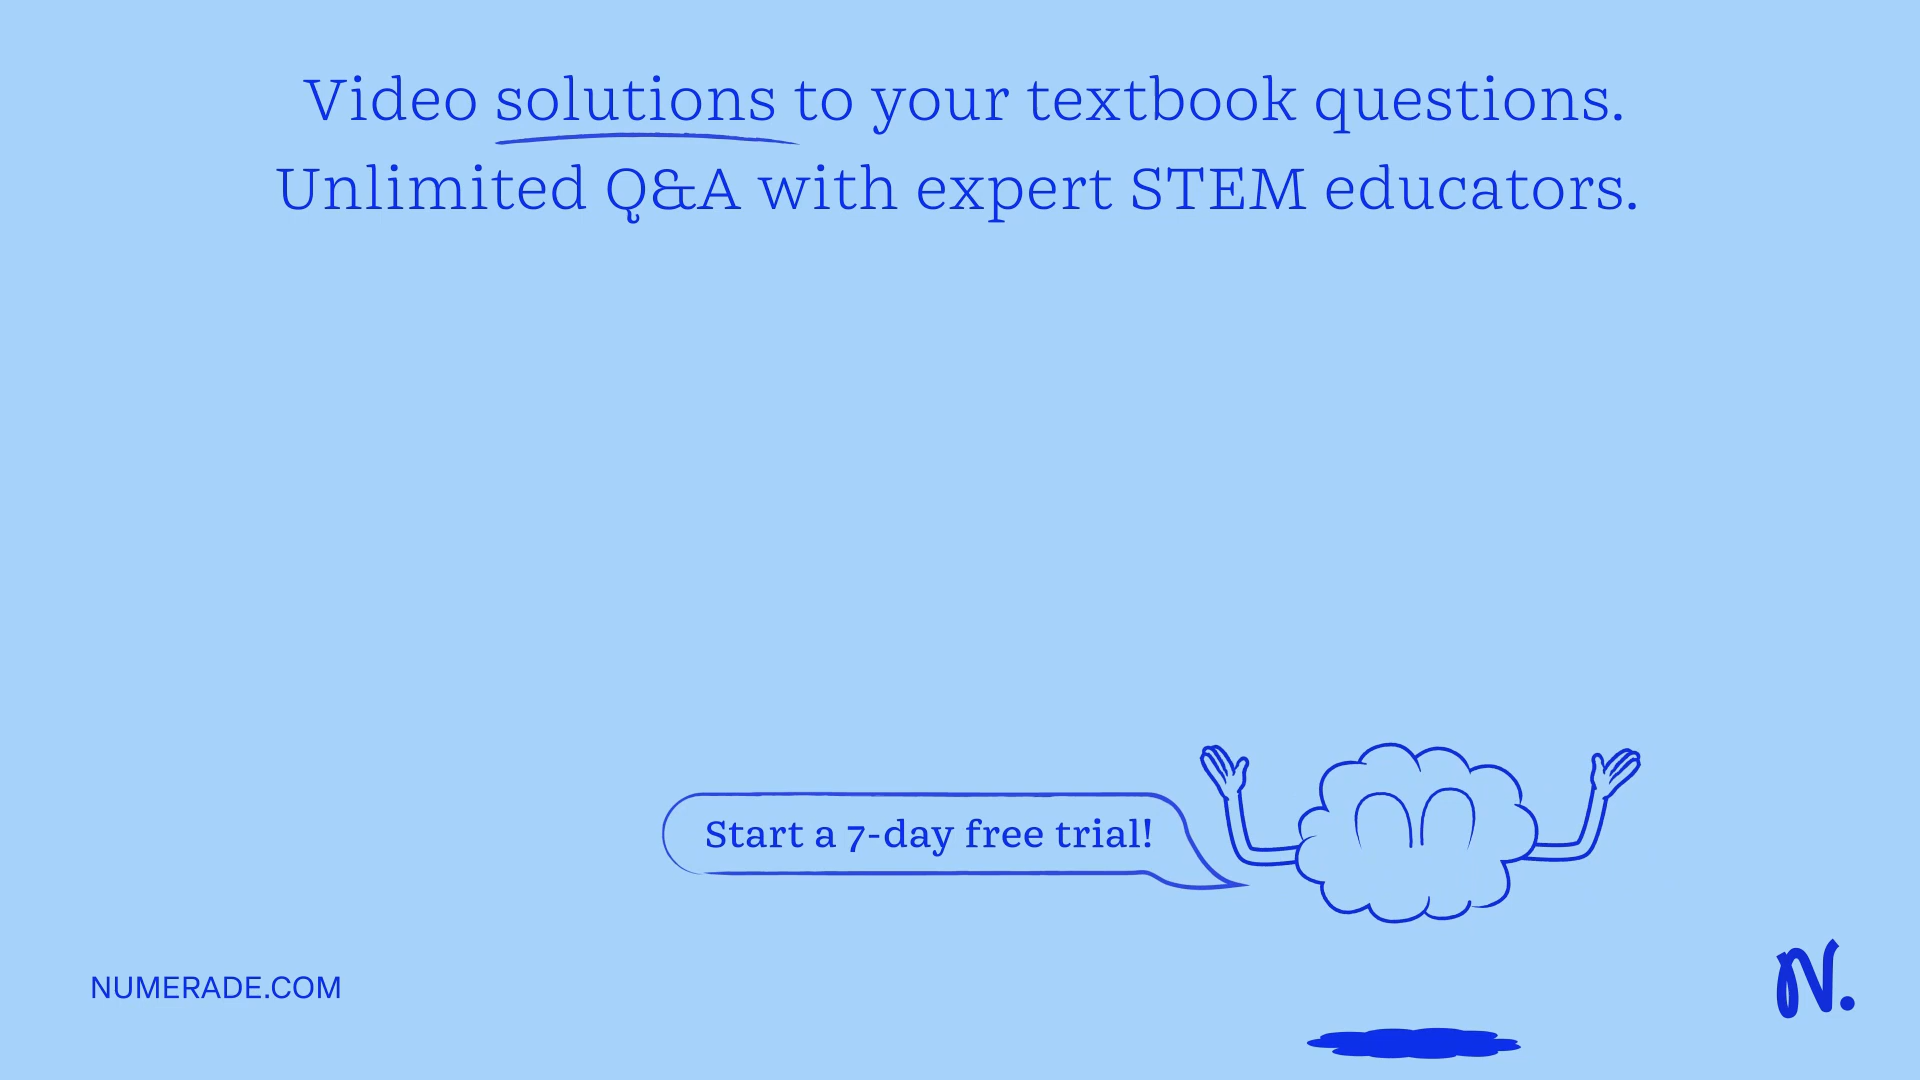 Video solutions to your textbook questions.
Unlimited Q&A with expert STEM educators.
Start a 7-day free trial!
NUMERADE.COM
N.